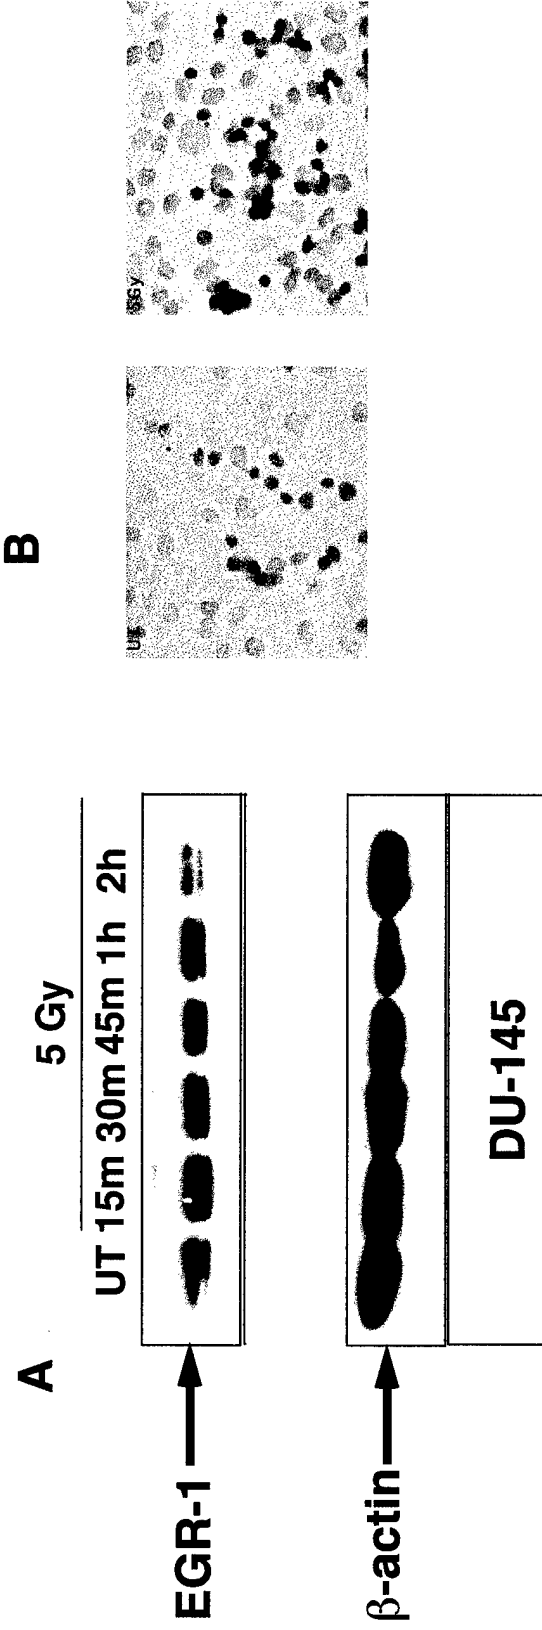 A
5 Gy
UT 15m 30m 45m 1h 2h
EGR-1
β-actin
DU-145
B
UT
5Gy